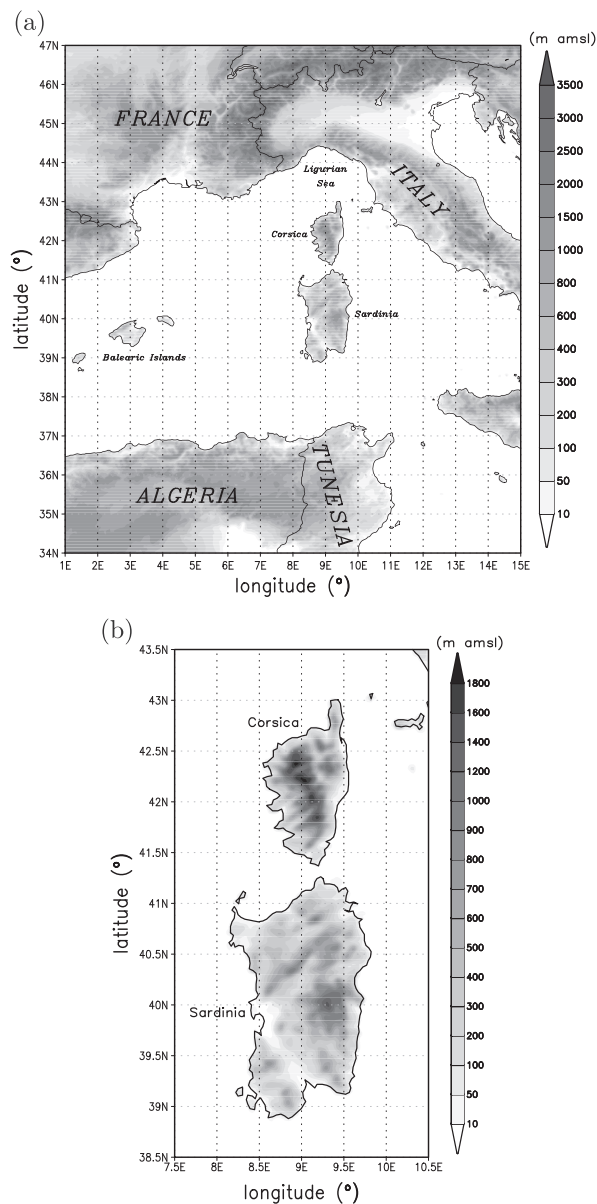 (a)
(m amsl)
47N
46N
45N
44N
43N
42N
41N
40N
39N
38N
37N
36N
35N
34N
latitude (°)
FRANCE
ITALY
Ligurian
Sea
Corsica
Sardinia
Balearic Islands
ALGERIA
TUNESIA
1E 2E 3E 4E 5E 6E 7E 8E 9E 10E 11E 12E 13E 14E 15E
longitude (°)
3500
3000
2500
2000
1500
1000
800
600
400
300
200
100
50
10
(b)
(m amsl)
43.5N
43N
42.5N
42N
41.5N
41N
40.5N
40N
39.5N
39N
38.5N
latitude (°)
Corsica
Sardinia
7.5E 8E 8.5E 9E 9.5E 10E 10.5E
longitude (°)
1800
1600
1400
1200
1000
900
800
700
600
500
400
300
200
100
50
10